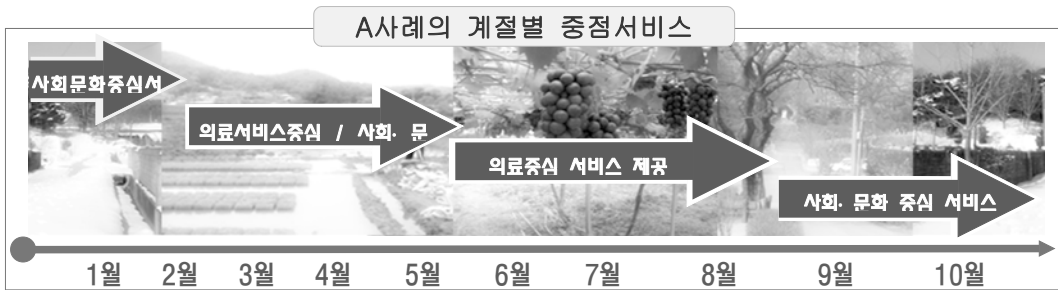 A사례의 계절별 중점서비스
사회문화중심서
의료서비스중심 / 사회· 문
의료중심 서비스 제공
사회· 문화 중심 서비스
1월 2월 3월 4월 5월 6월 7월 8월 9월 10월